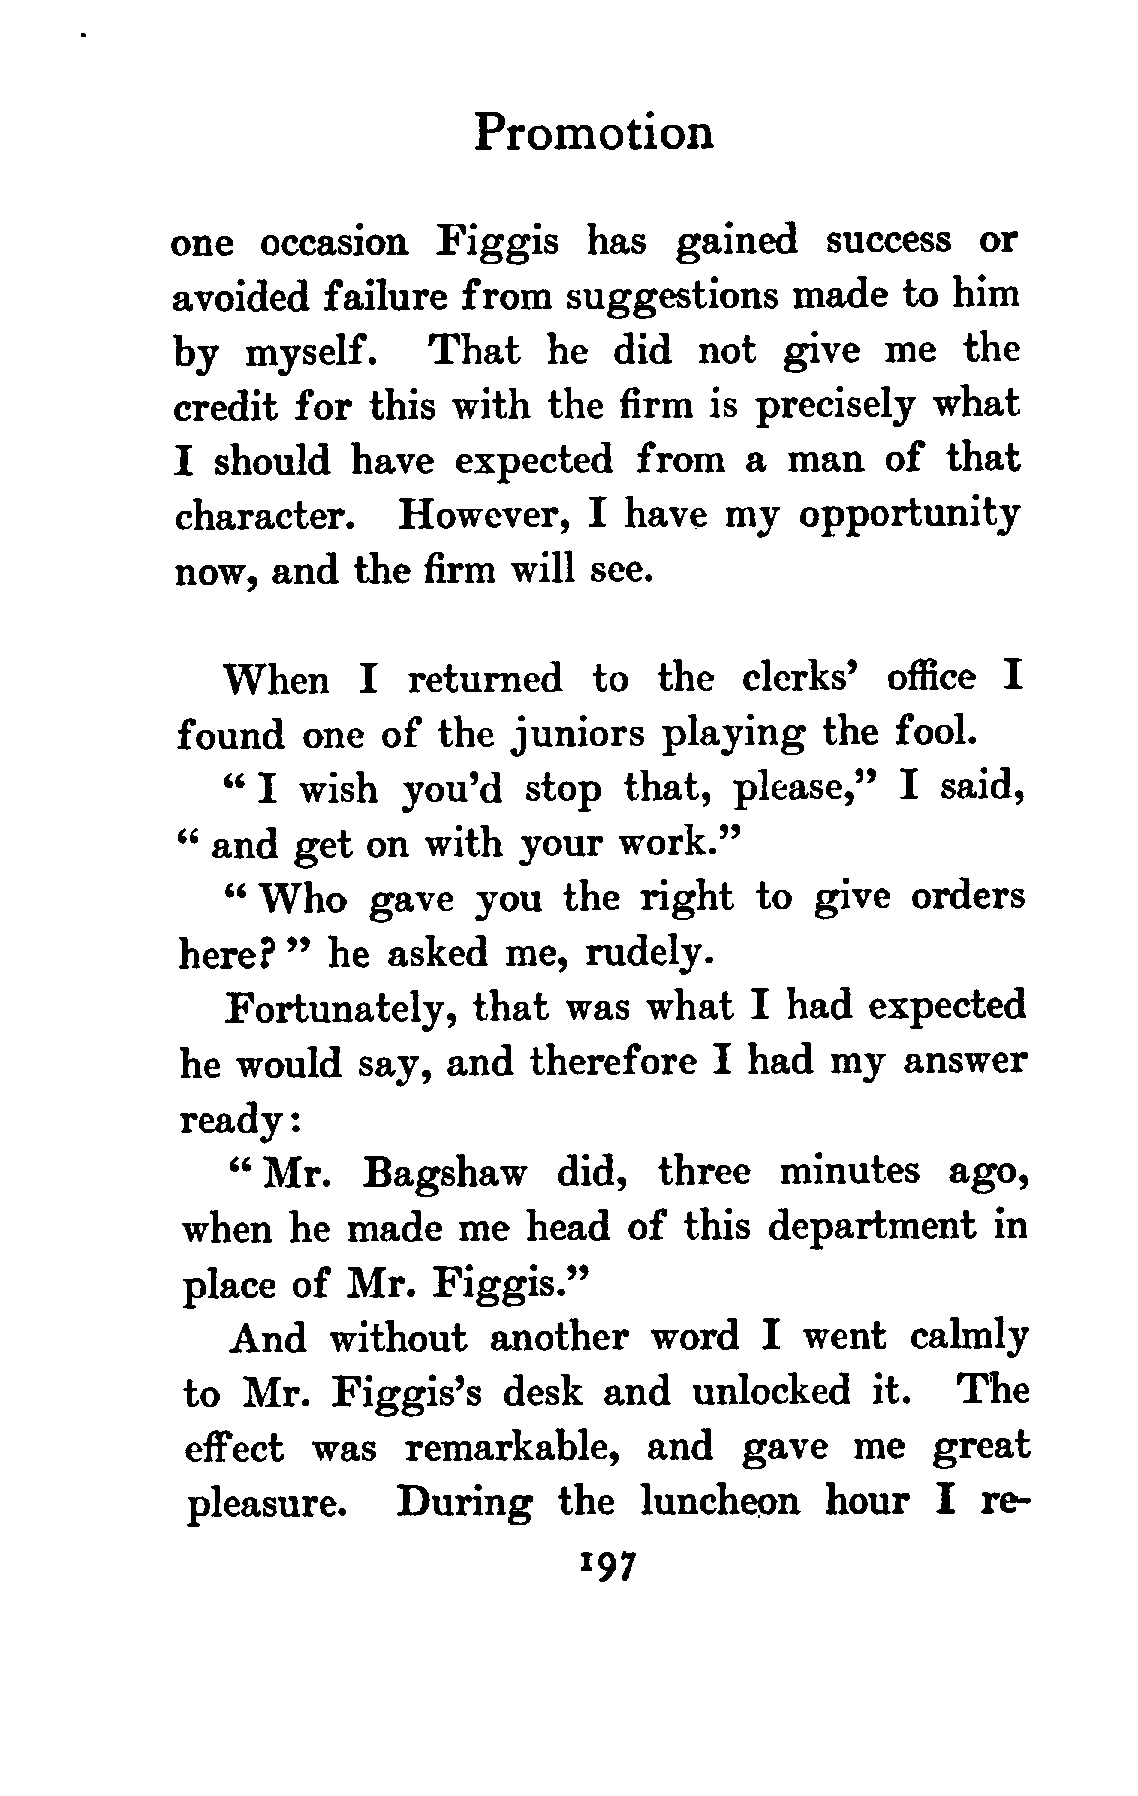 Promotion
one occasion Figgis has gained success or
avoided failure from suggestions made to him
by myself. That he did not give me the
credit for this with the firm is precisely what
I should have expected from a man of that
character. However, I have my opportunity
now, and the firm will see.
When I returned to the clerks' office I
found one of the juniors playing the fool.
"I wish you'd stop that, please," I said,
"and get on with your work."
"Who gave you the right to give orders
here?" he asked me, rudely.
Fortunately, that was what I had expected
he would say, and therefore I had my answer
ready:
"Mr. Bagshaw did, three minutes ago,
when he made me head of this department in
place of Mr. Figgis."
And without another word I went calmly
to Mr. Figgis's desk and unlocked it. The
effect was remarkable, and gave me great
pleasure. During the luncheon hour I re-
197